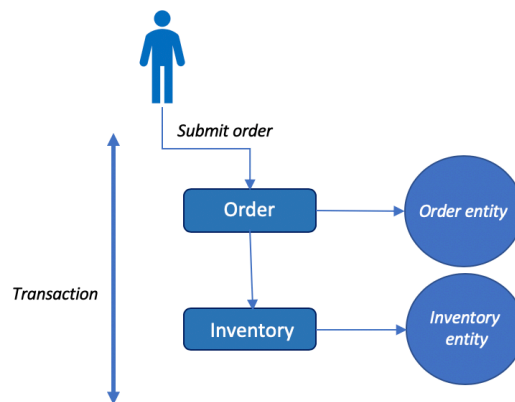 Submit order
Order
Order entity
Transaction
Inventory
Inventory
entity